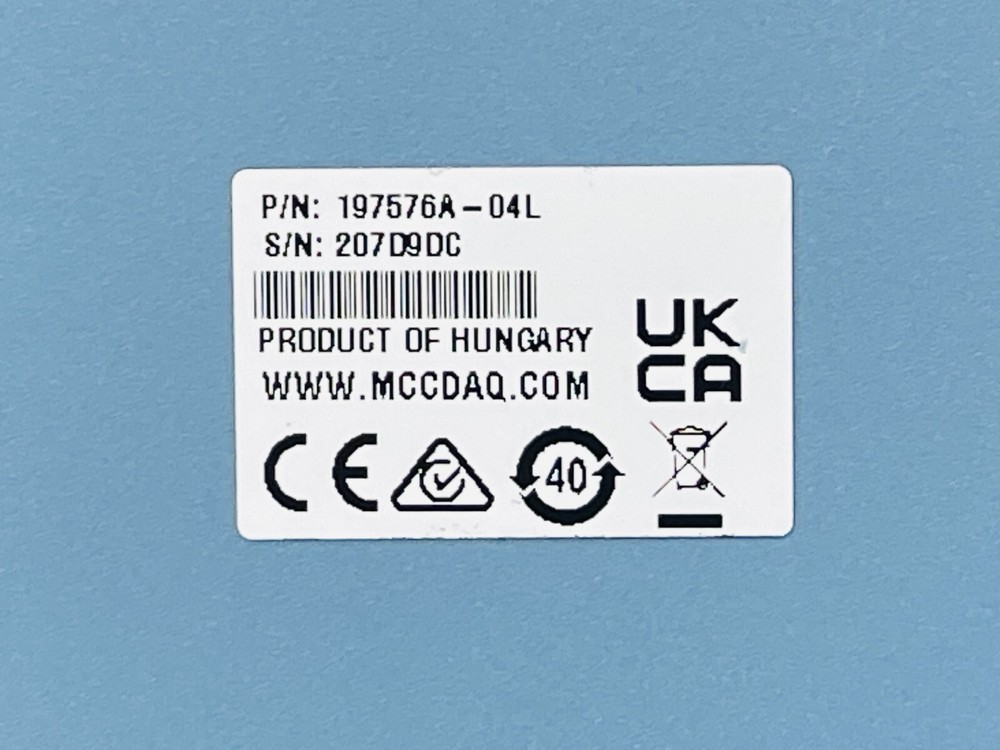 P/N: 197576A-04L
S/N: 207D9DC
PRODUCT OF HUNGARY
WWW.MCCDAQ.COM
UK
CA
CE
40